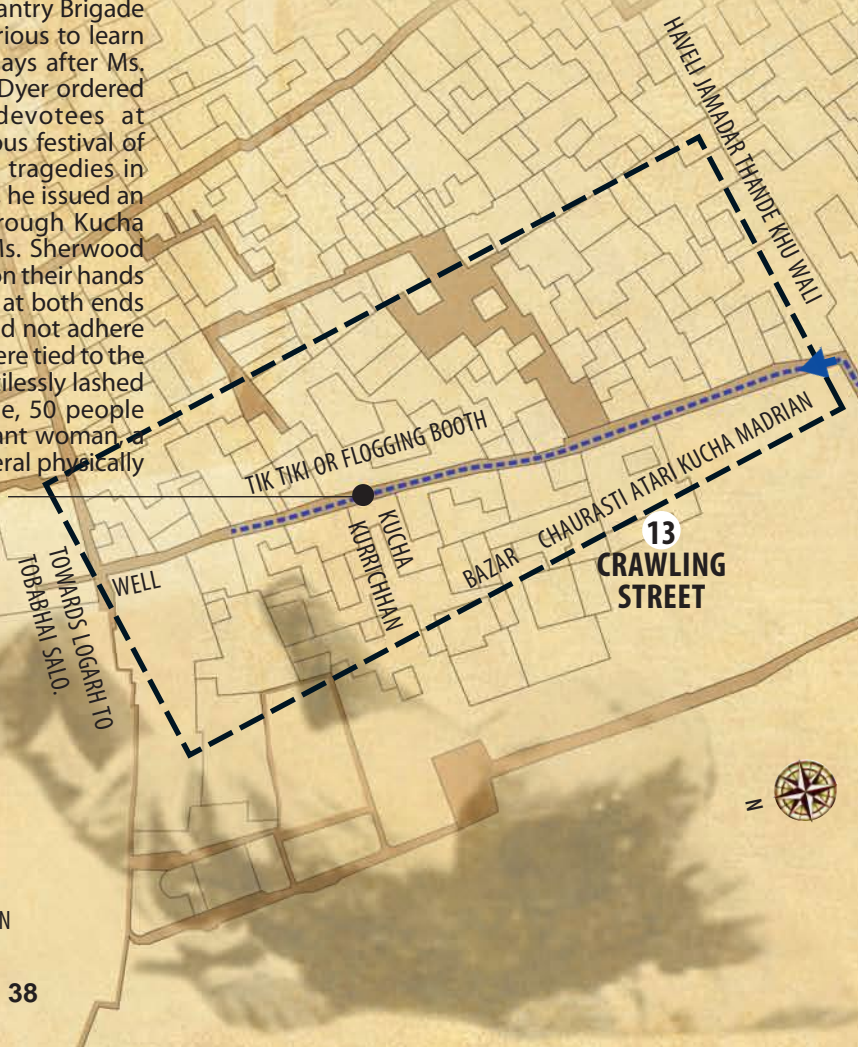 antry Brigade
rious to learn
ays after Ms.
Dyer ordered
devotees at
ous festival of
tragedies in
he issued an
rough Kucha
Ms. Sherwood
on their hands
at both ends
d not adhere
ere tied to the
ilessly lashed
e, 50 people
ant woman, a
eral physically
HAVELI JAMADAR THANDE KHU WALI
TIK TIKI OR FLOGGING BOOTH
KUCHA
KURRICHHAN
BAZAR CHAURASTI ATARI KUCHA MADRIAN
13
CRAWLING
STREET
WELL
TOWARDS LOGARH TO
TOBABHAI SALO.
N
N
38